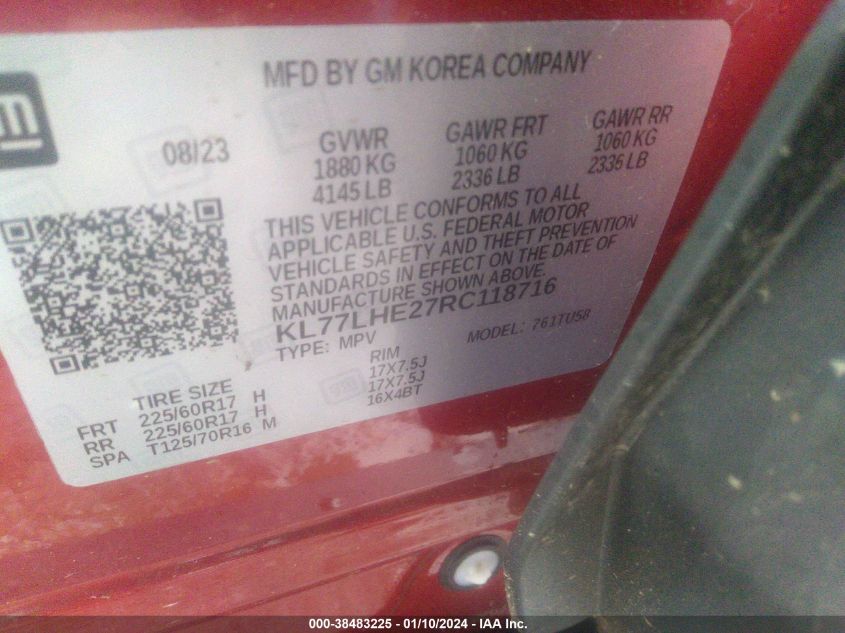 gm
MFD BY GM KOREA COMPANY
08/23
GVWR GAWR FRT GAWR RR
1880 KG 1060 KG 1060 KG
4145 LB 2336 LB 2336 LB
THIS VEHICLE CONFORMS TO ALL
APPLICABLE U.S. FEDERAL MOTOR
VEHICLE SAFETY AND THEFT PREVENTION
STANDARDS IN EFFECT ON THE DATE OF
MANUFACTURE SHOWN ABOVE.
KL77LHE27RC118716
TYPE: MPV MODEL: 761TU58
TIRE SIZE RIM
FRT 225/60R17 H 17X7.5J
RR 225/60R17 H 17X7.5J
SPA T125/70R16 M 16X4BT
000-38483225 - 01/10/2024 - IAA Inc.